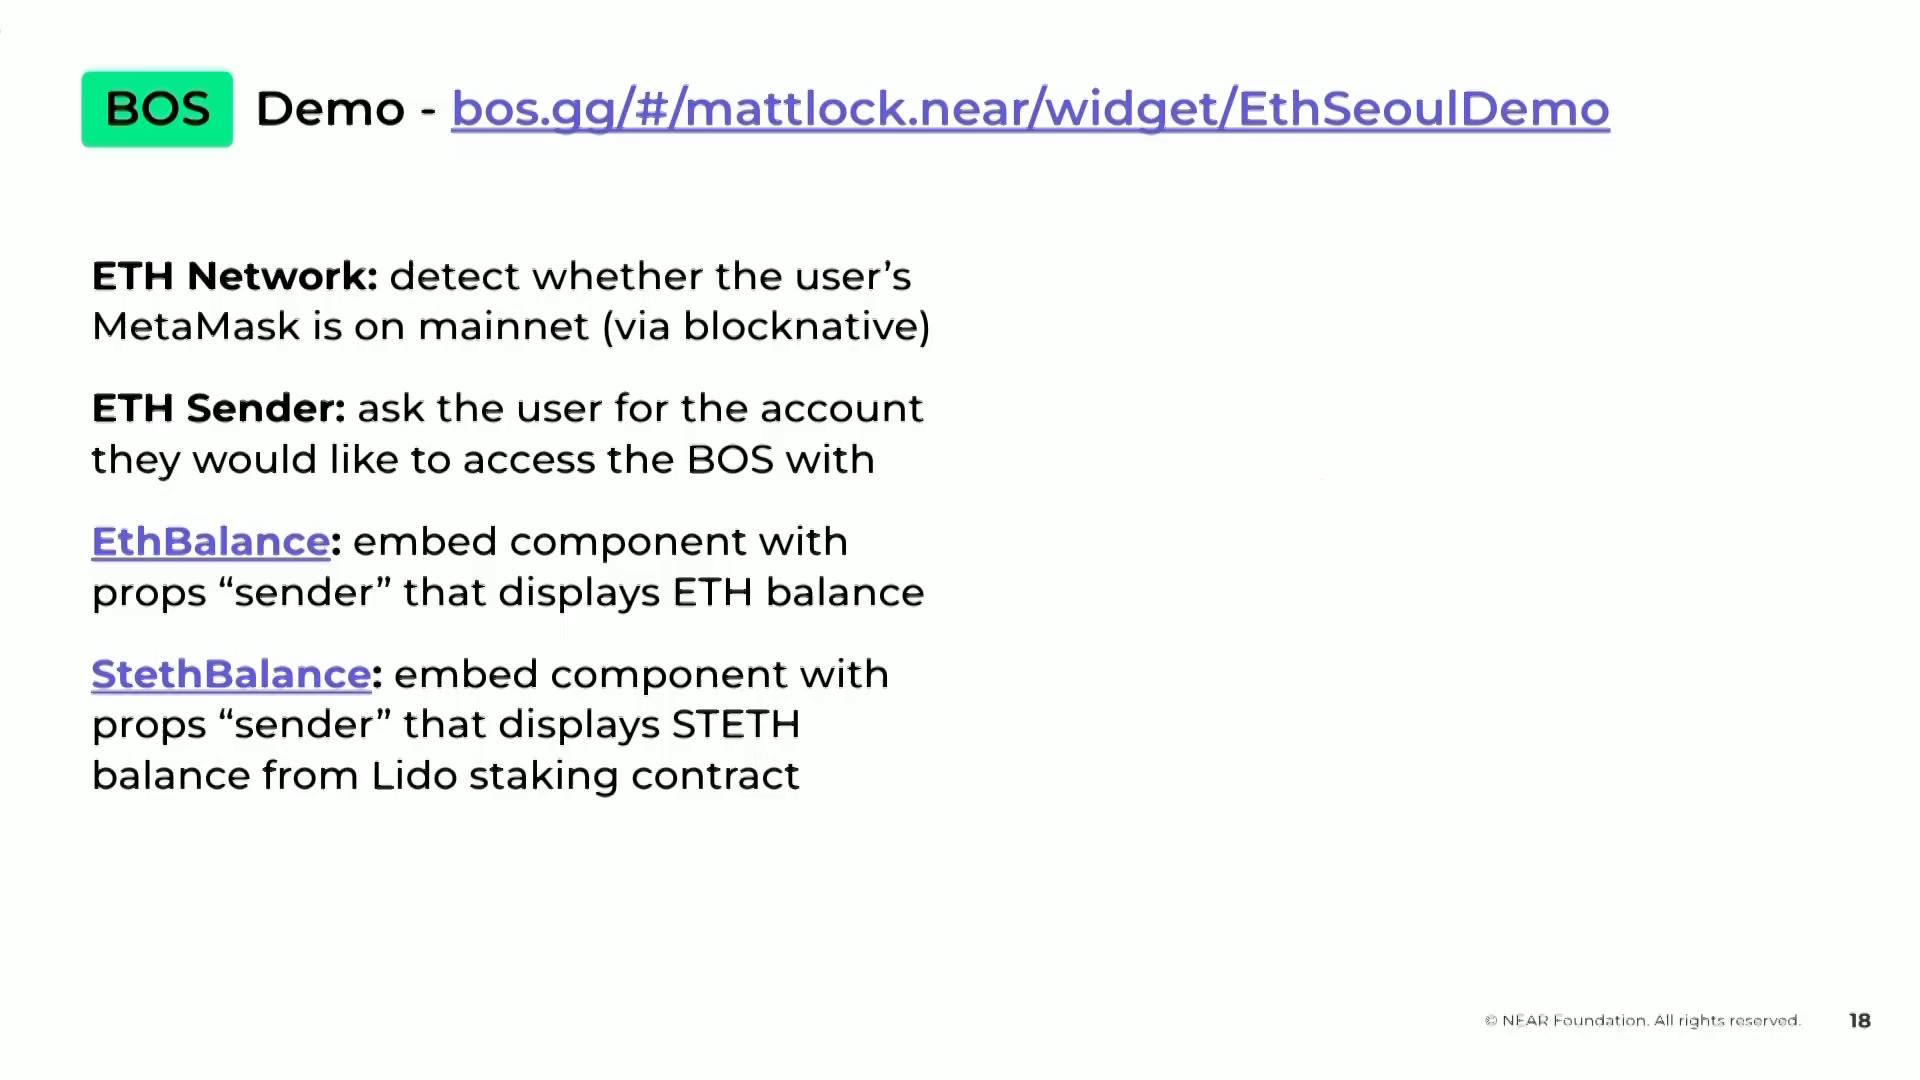 BOS Demo - bos.gg/#/mattlock.near/widget/EthSeoulDemo
ETH Network: detect whether the user’s
MetaMask is on mainnet (via blocknative)
ETH Sender: ask the user for the account
they would like to access the BOS with
EthBalance: embed component with
props “sender” that displays ETH balance
StethBalance: embed component with
props “sender” that displays STETH
balance from Lido staking contract
© NEAR Foundation. All rights reserved. 18